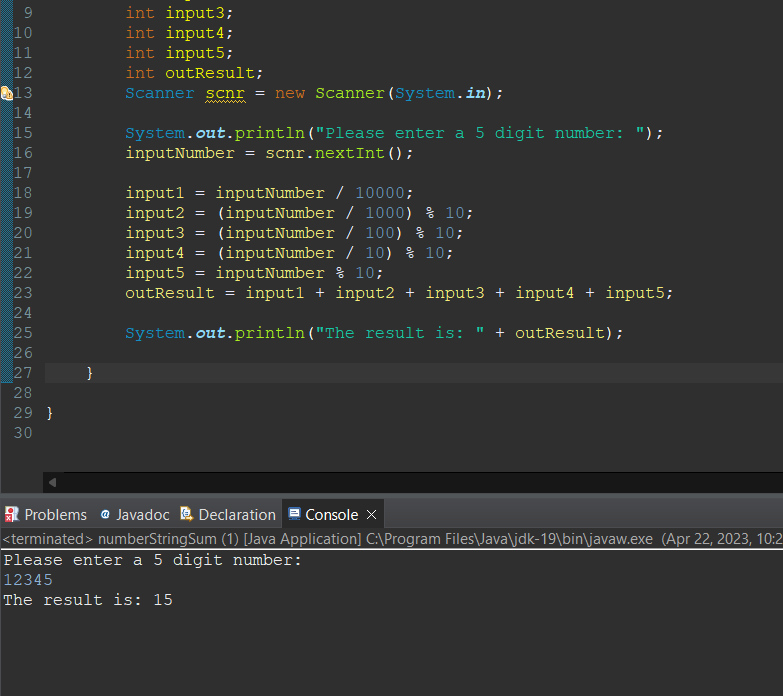 9 int input3;
10 int input4;
11 int input5;
12 int outResult;
13 Scanner scnr = new Scanner(System.in);
14
15 System.out.println("Please enter a 5 digit number: ");
16 inputNumber = scnr.nextInt();
17
18 input1 = inputNumber / 10000;
19 input2 = (inputNumber / 1000) % 10;
20 input3 = (inputNumber / 100) % 10;
21 input4 = (inputNumber / 10) % 10;
22 input5 = inputNumber % 10;
23 outResult = input1 + input2 + input3 + input4 + input5;
24
25 System.out.println("The result is: " + outResult);
26
27 }
28
29 }
30
Problems @ Javadoc Declaration Console
<terminated> numberStringSum (1) [Java Application] C:\Program Files\Java\jdk-19\bin\javaw.exe (Apr 22, 2023, 10:2
Please enter a 5 digit number:
12345
The result is: 15